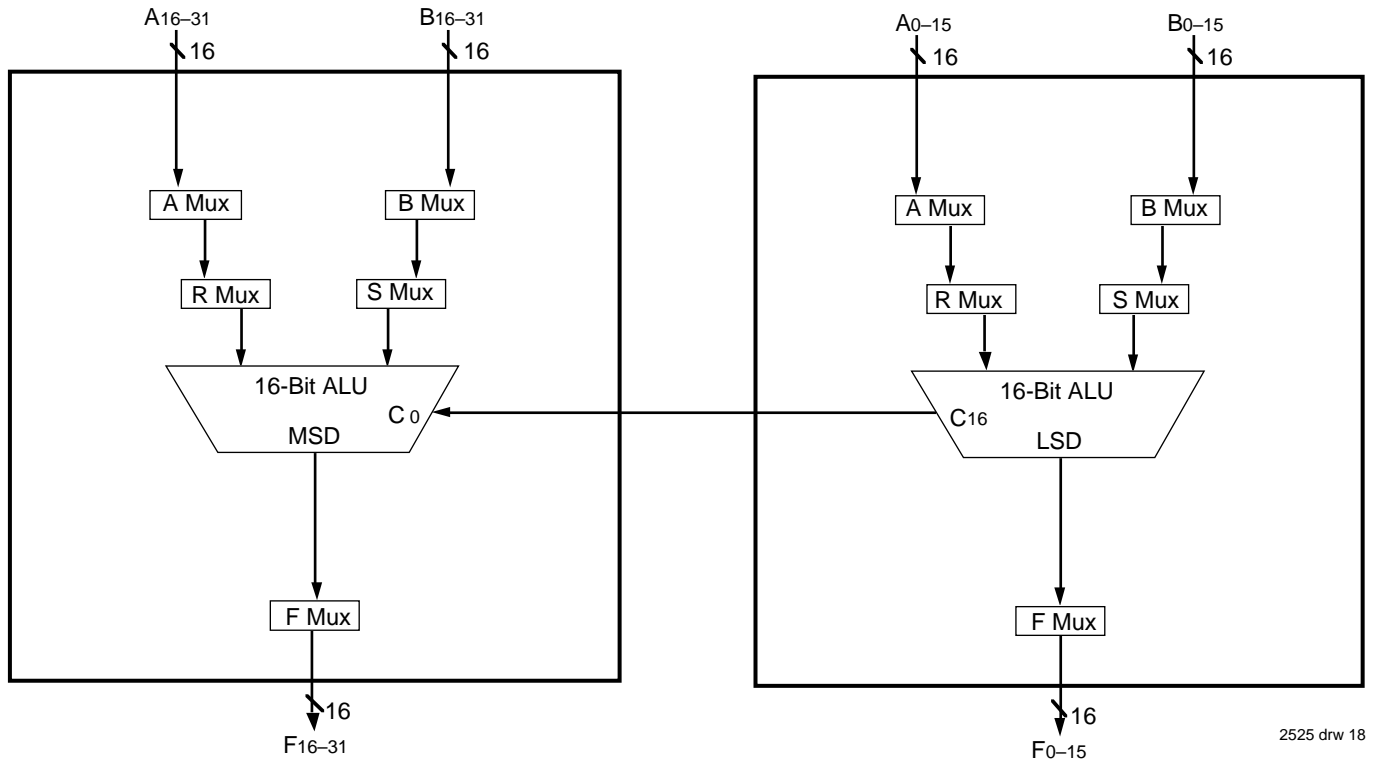 A16–31
B16–31
16
16
A Mux
B Mux
R Mux
S Mux
16-Bit ALU
C 0
MSD
F Mux
16
F16–31
A0–15
B0–15
16
16
A Mux
B Mux
R Mux
S Mux
16-Bit ALU
C16
LSD
F Mux
16
F0–15
2525 drw 18